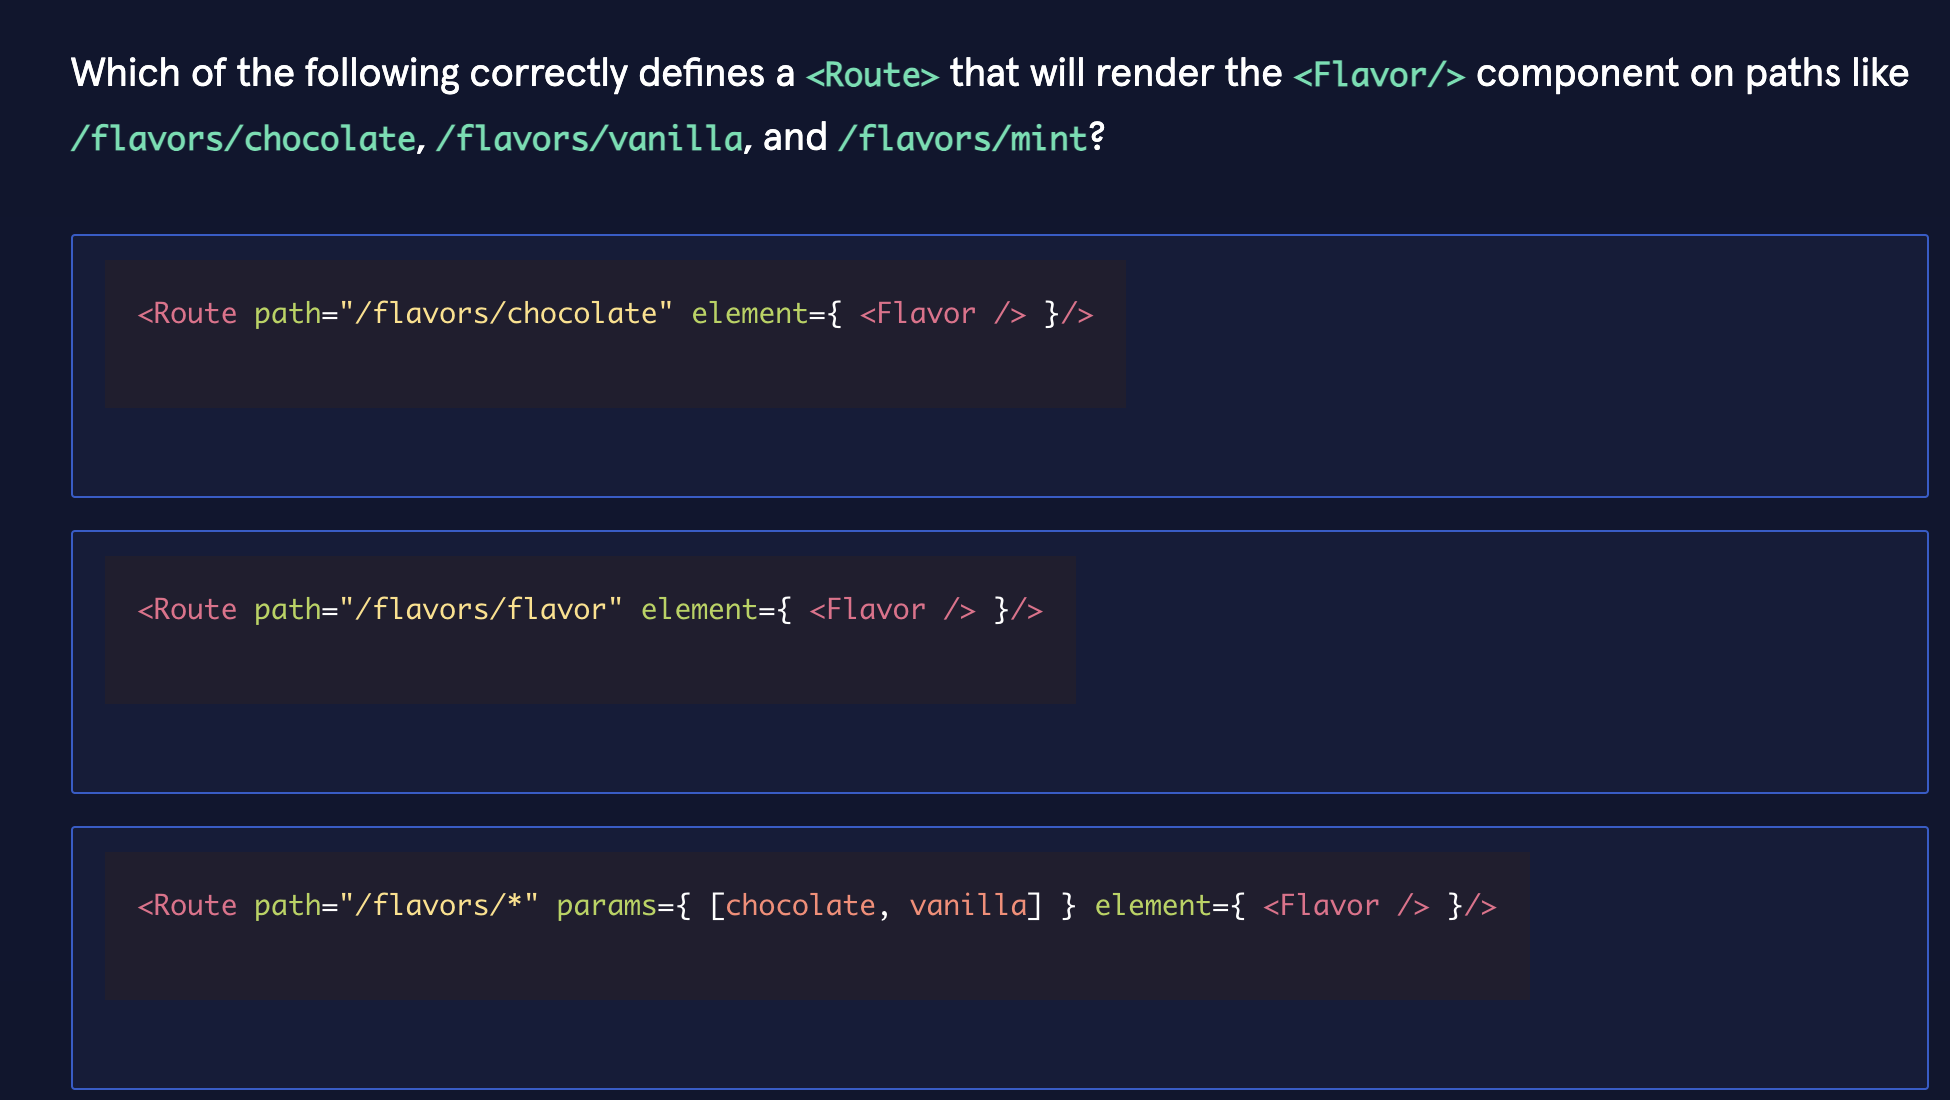 Which of the following correctly defines a <Route> that will render the <Flavor/> component on paths like
/flavors/chocolate, /flavors/vanilla, and /flavors/mint?
<Route path="/flavors/chocolate" element={ <Flavor /> }/>
<Route path="/flavors/flavor" element={ <Flavor /> }/>
<Route path="/flavors/*" params={ [chocolate, vanilla] } element={ <Flavor /> }/>